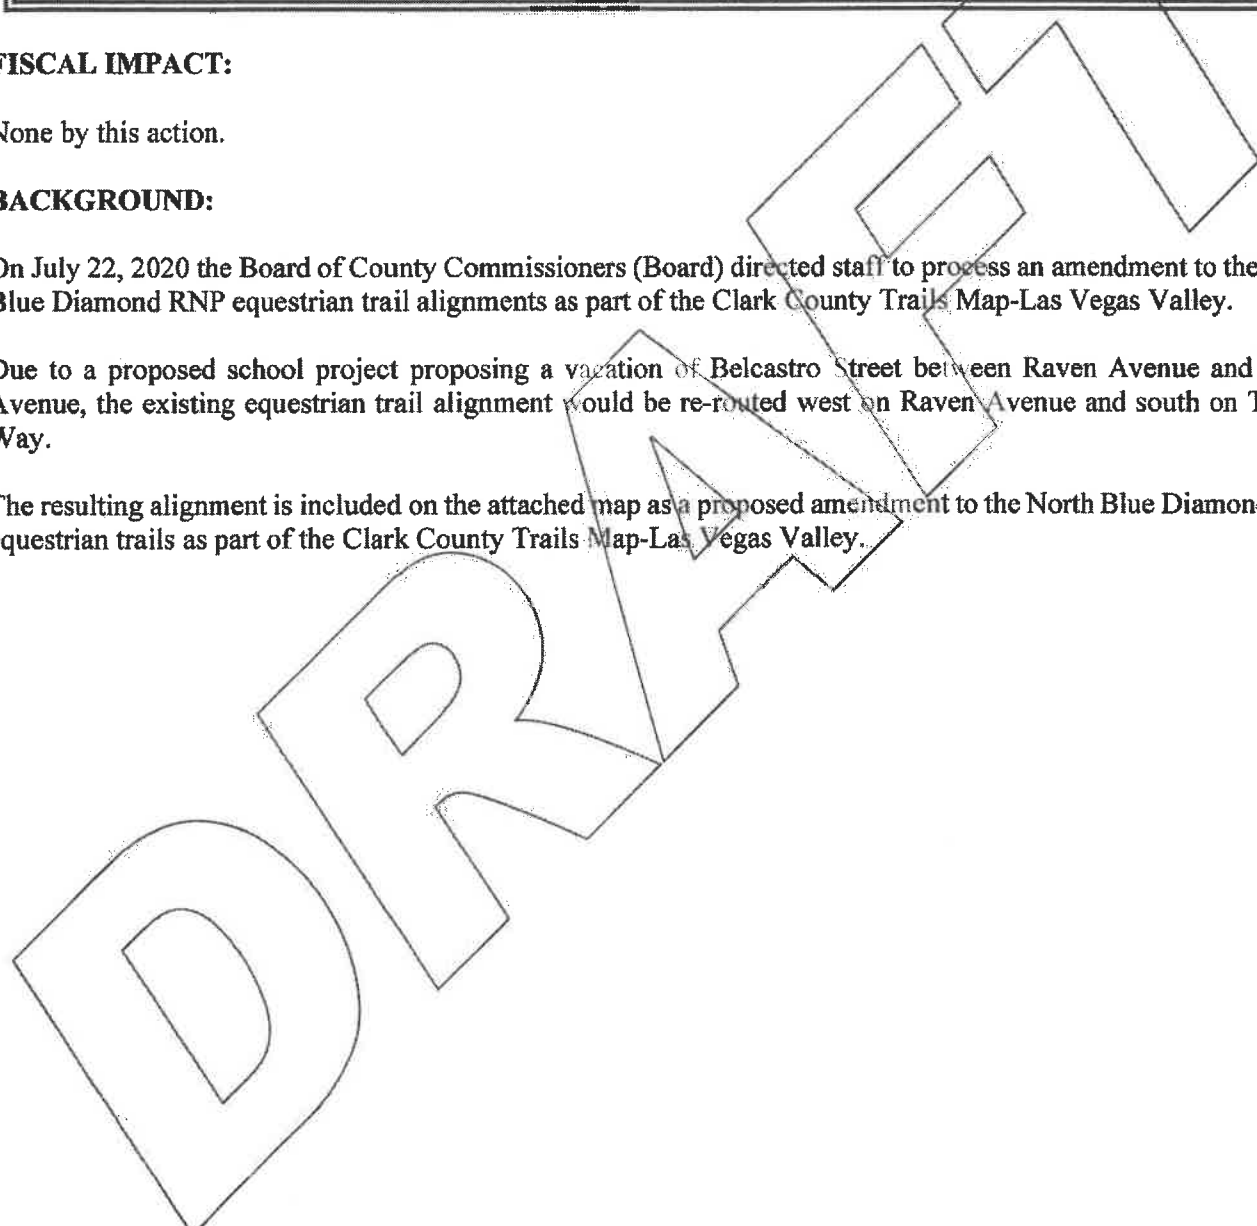 FISCAL IMPACT:
None by this action.
BACKGROUND:
On July 22, 2020 the Board of County Commissioners (Board) directed staff to process an amendment to the
Blue Diamond RNP equestrian trail alignments as part of the Clark County Trails Map-Las Vegas Valley.
Due to a proposed school project proposing a vacation of Belcastro Street between Raven Avenue and
Avenue, the existing equestrian trail alignment would be re-routed west on Raven Avenue and south on T
Way.
The resulting alignment is included on the attached map as a proposed amendment to the North Blue Diamon
equestrian trails as part of the Clark County Trails Map-Las Vegas Valley.
DRAFT